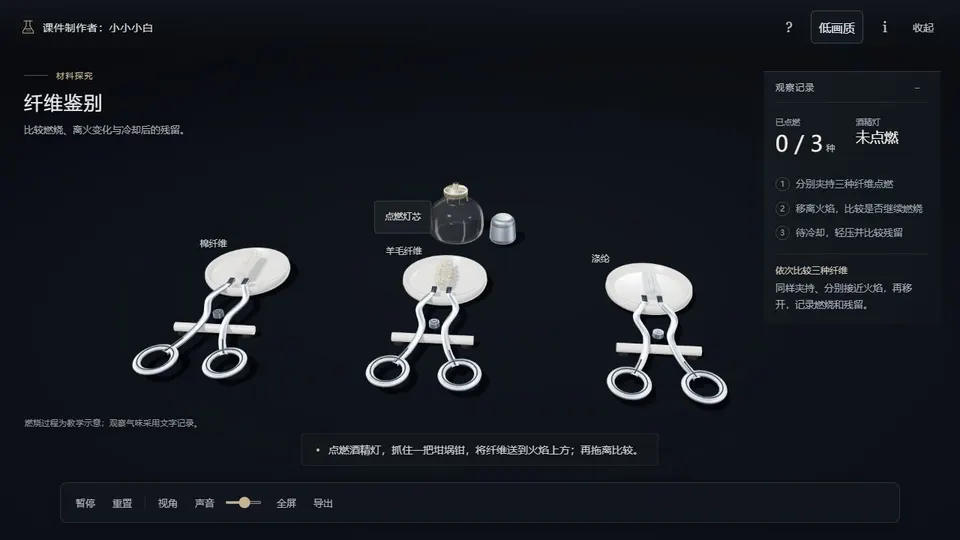 课件制作者：小小小白
?
低画质
i
收起
材料探究
纤维鉴别
比较燃烧、离火变化与冷却后的残留。
观察记录
已点燃
0 / 3 种
酒精灯
未点燃
1 分别夹持三种纤维点燃
2 移离火焰，比较是否继续燃烧
3 待冷却，轻压并比较残留
依次比较三种纤维
同样夹持、分别接近火焰，再移
开，记录燃烧和残留。
点燃灯芯
棉纤维
羊毛纤维
涤纶
燃烧过程为教学示意；观察气味采用文字记录。
点燃酒精灯，抓住一把坩埚钳，将纤维送到火焰上方；再拖离比较。
暂停
重置
视角
声音
全屏
导出